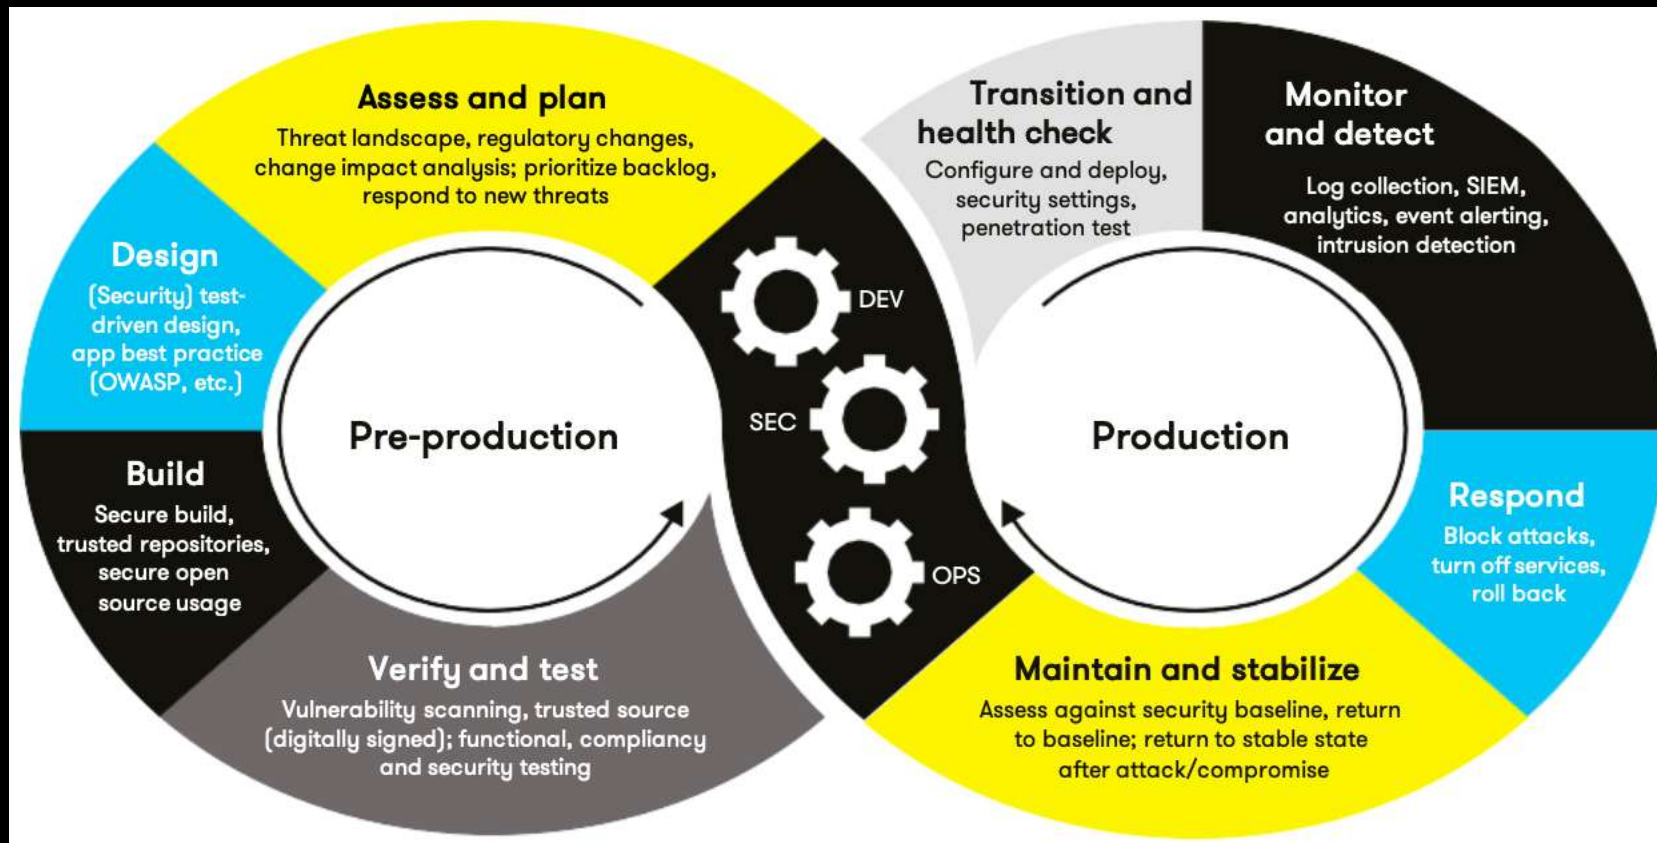 Assess and plan
Threat landscape, regulatory changes,
change impact analysis; prioritize backlog,
respond to new threats
Design
(Security) test-
driven design,
app best practice
(OWASP, etc.)
Build
Secure build,
trusted repositories,
secure open
source usage
Verify and test
Vulnerability scanning, trusted source
(digitally signed); functional, compliancy
and security testing
Pre-production
DEV
SEC
OPS
Transition and
health check
Configure and deploy,
security settings,
penetration test
Monitor
and detect
Log collection, SIEM,
analytics, event alerting,
intrusion detection
Respond
Block attacks,
turn off services,
roll back
Maintain and stabilize
Assess against security baseline, return
to baseline; return to stable state
after attack/compromise
Production